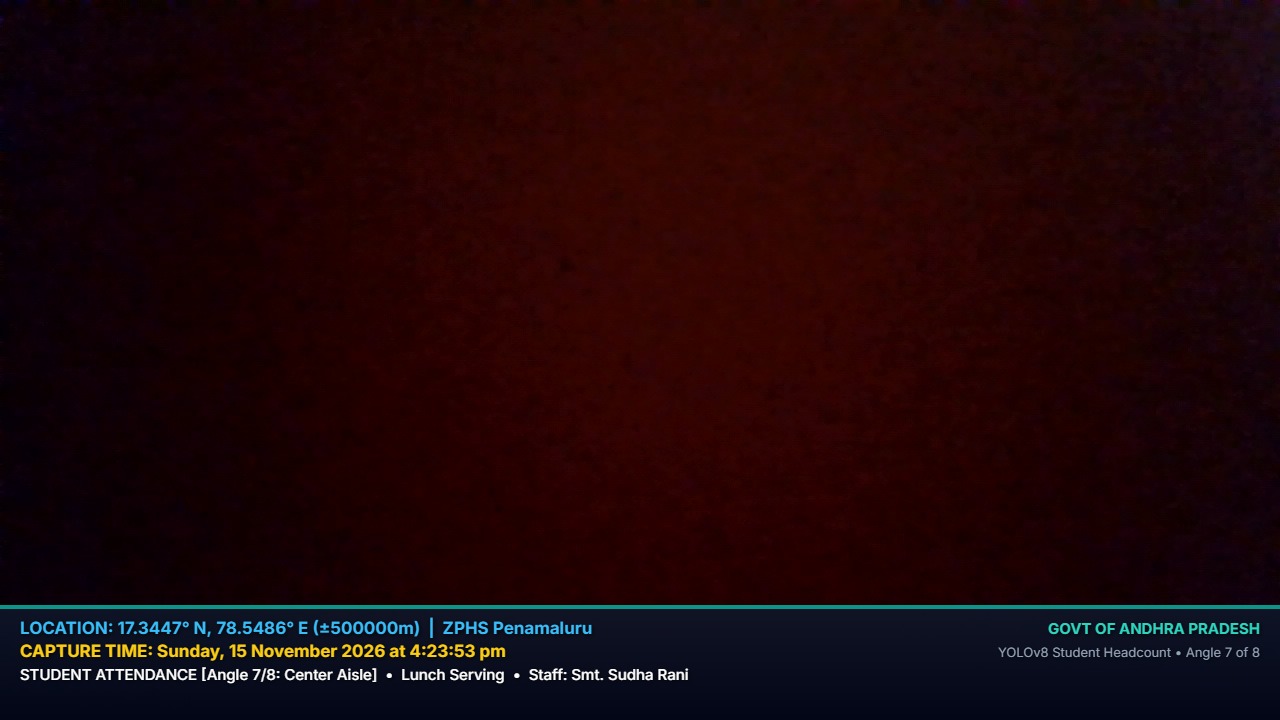 LOCATION: 17.3447° N, 78.5486° E (±500000m) | ZPHS Penamaluru
CAPTURE TIME: Sunday, 15 November 2026 at 4:23:53 pm
STUDENT ATTENDANCE [Angle 7/8: Center Aisle] • Lunch Serving • Staff: Smt. Sudha Rani
GOVT OF ANDHRA PRADESH
YOLOv8 Student Headcount • Angle 7 of 8